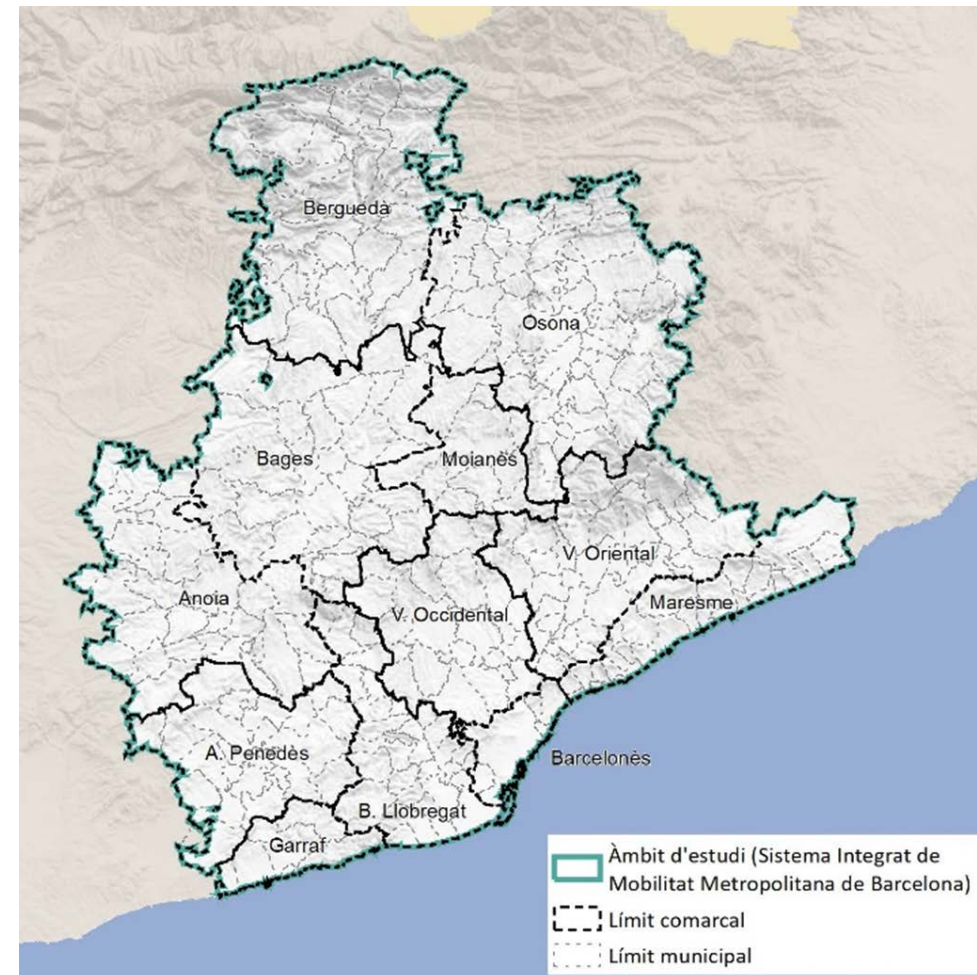 Berguedà
Osona
Bages
Moianès
V. Oriental
Anoia
V. Occidental
Maresme
A. Penedès
Barcelonès
B. Llobregat
Garraf
Àmbit d'estudi (Sistema Integrat de
Mobilitat Metropolitana de Barcelona)
Límit comarcal
Límit municipal